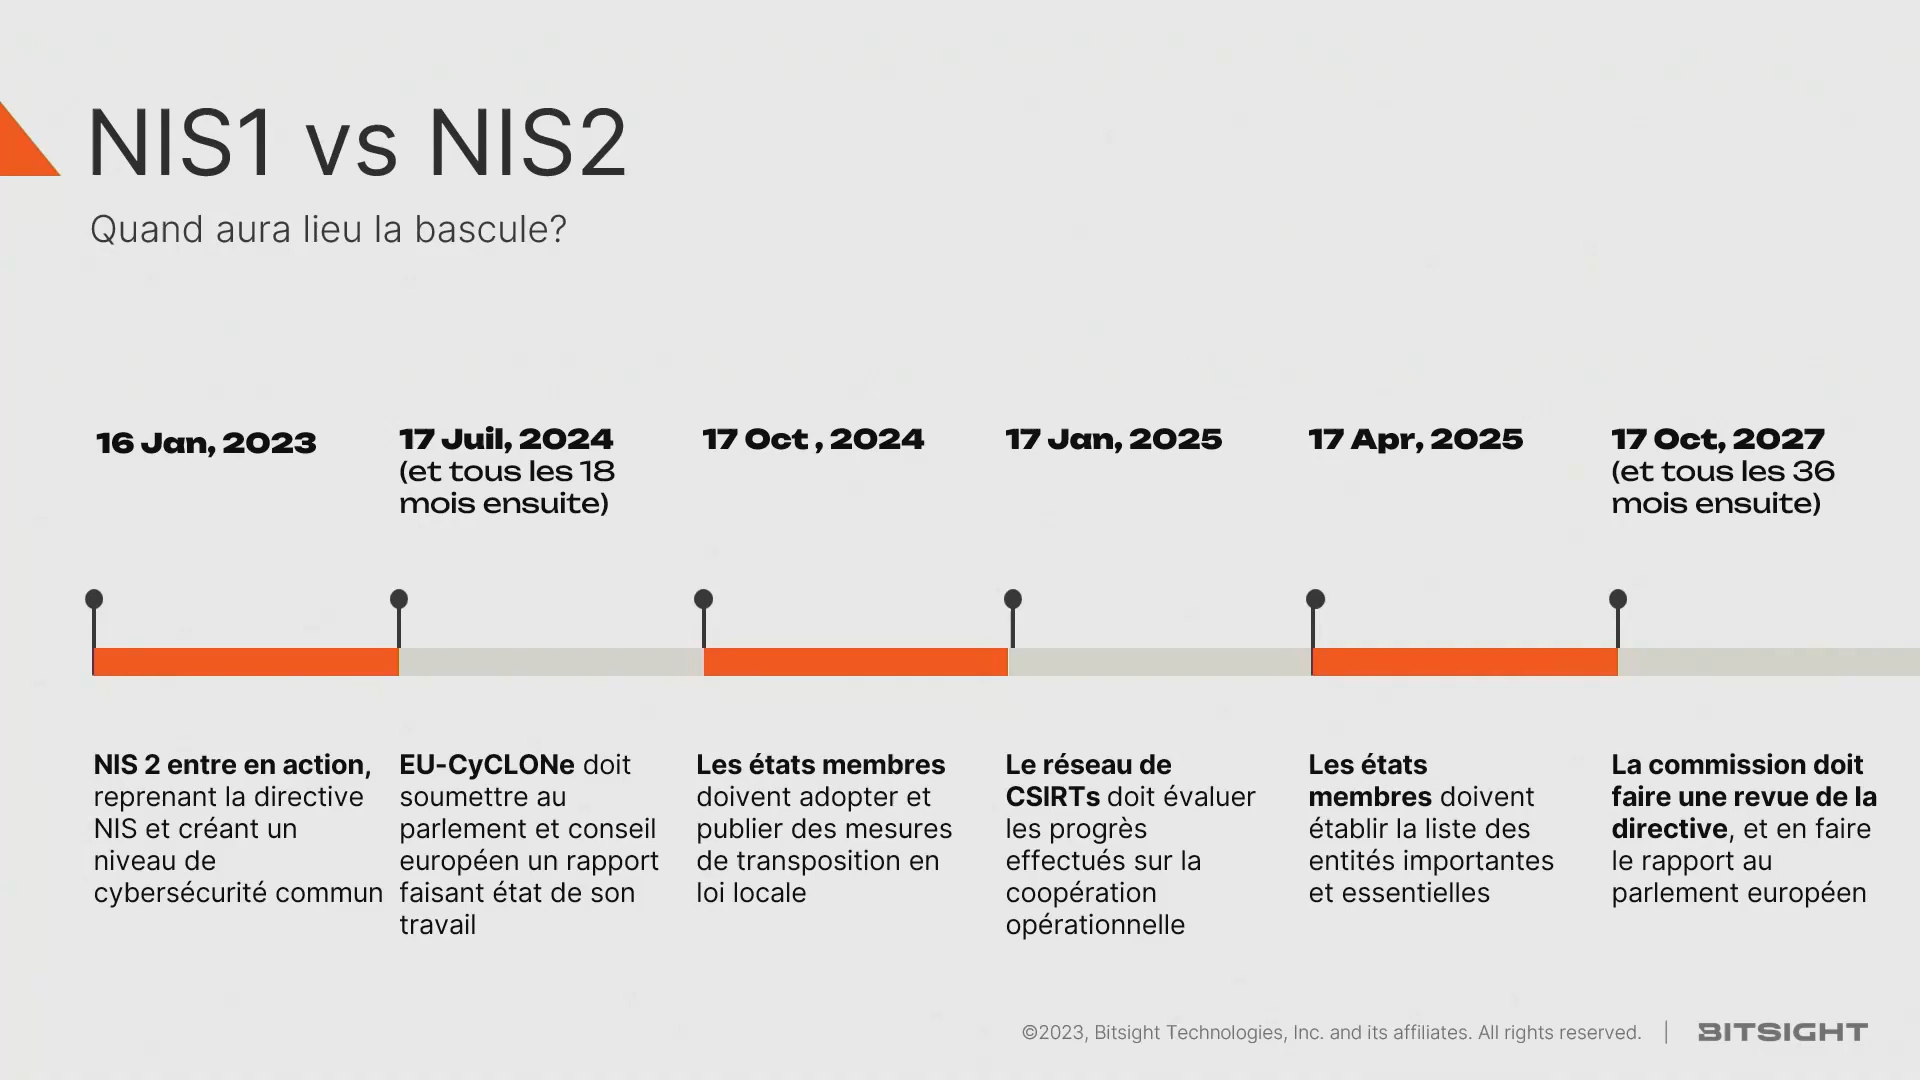 NIS1 vs NIS2
Quand aura lieu la bascule?
16 Jan, 2023
17 Juil, 2024
(et tous les 18
mois ensuite)
17 Oct , 2024
17 Jan, 2025
17 Apr, 2025
17 Oct, 2027
(et tous les 36
mois ensuite)
NIS 2 entre en action,
reprenant la directive
NIS et créant un
niveau de
cybersécurité commun
EU-CyCLONe doit
soumettre au
parlement et conseil
européen un rapport
faisant état de son
travail
Les états membres
doivent adopter et
publier des mesures
de transposition en
loi locale
Le réseau de
CSIRTs doit évaluer
les progrès
effectués sur la
coopération
opérationnelle
Les états
membres doivent
établir la liste des
entités importantes
et essentielles
La commission doit
faire une revue de la
directive, et en faire
le rapport au
parlement européen
©2023, Bitsight Technologies, Inc. and its affiliates. All rights reserved. | BITSIGHT